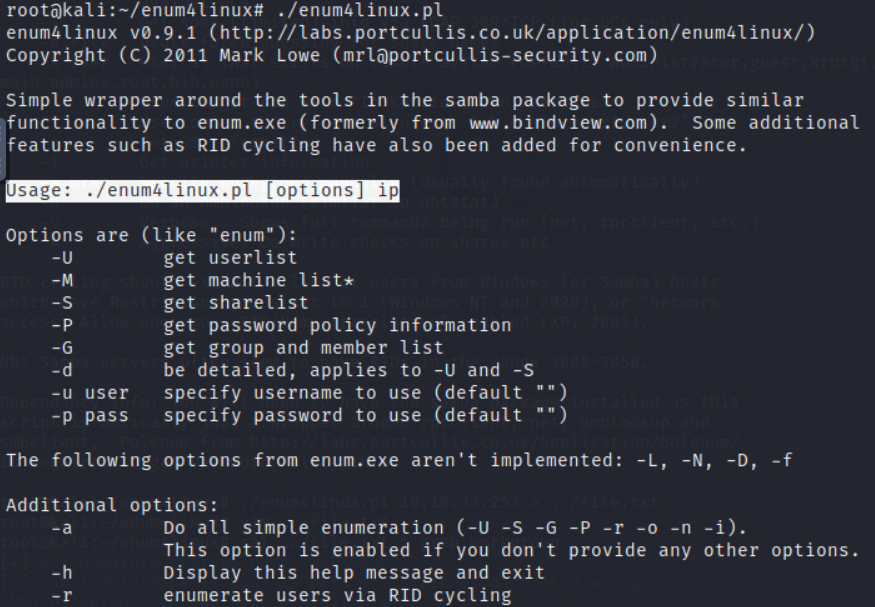 root@kali:~/enum4linux# ./enum4linux.pl
enum4linux v0.9.1 (http://labs.portcullis.co.uk/application/enum4linux/)
Copyright (C) 2011 Mark Lowe (mrl@portcullis-security.com)
Simple wrapper around the tools in the samba package to provide similar
functionality to enum.exe (formerly from www.bindview.com).  Some additional
features such as RID cycling have also been added for convenience.
Usage: ./enum4linux.pl [options] ip
Options are (like "enum"):
    -U        get userlist
    -M        get machine list*
    -S        get sharelist
    -P        get password policy information
    -G        get group and member list
    -d        be detailed, applies to -U and -S
    -u user   specify username to use (default "")
    -p pass   specify password to use (default "")
The following options from enum.exe aren't implemented: -L, -N, -D, -f
Additional options:
    -a        Do all simple enumeration (-U -S -G -P -r -o -n -i).
              This option is enabled if you don't provide any other options.
    -h        Display this help message and exit
    -r        enumerate users via RID cycling